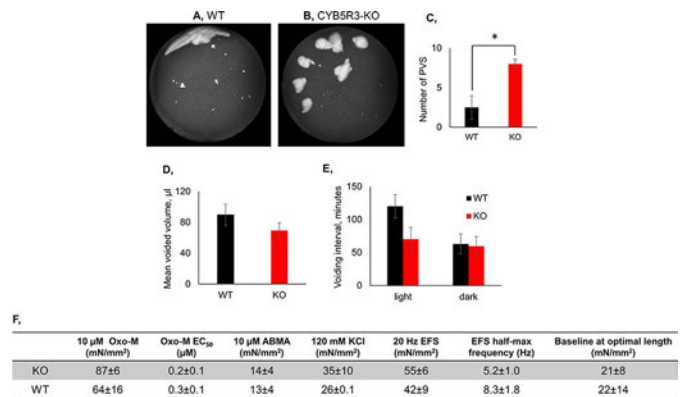 A, WT
B, CYB5R3-KO
C,
Number of PVS
10
5
0
*
WT
KO
D,
Mean voided volume, µl
120
80
40
0
WT
KO
E,
Voiding interval, minutes
150
100
50
0
WT
KO
light
dark
F,
10 µM Oxo-M (mN/mm²) Oxo-M EC₅₀ (µM) 10 µM ABMA (mN/mm²) 120 mM KCl (mN/mm²) 20 Hz EFS (mN/mm²) EFS half-max frequency (Hz) Baseline at optimal length (mN/mm²)
KO 87±6 0.2±0.1 14±4 35±10 55±6 5.2±1.0 21±8
WT 64±16 0.3±0.1 13±4 26±0.1 42±9 8.3±1.8 22±14